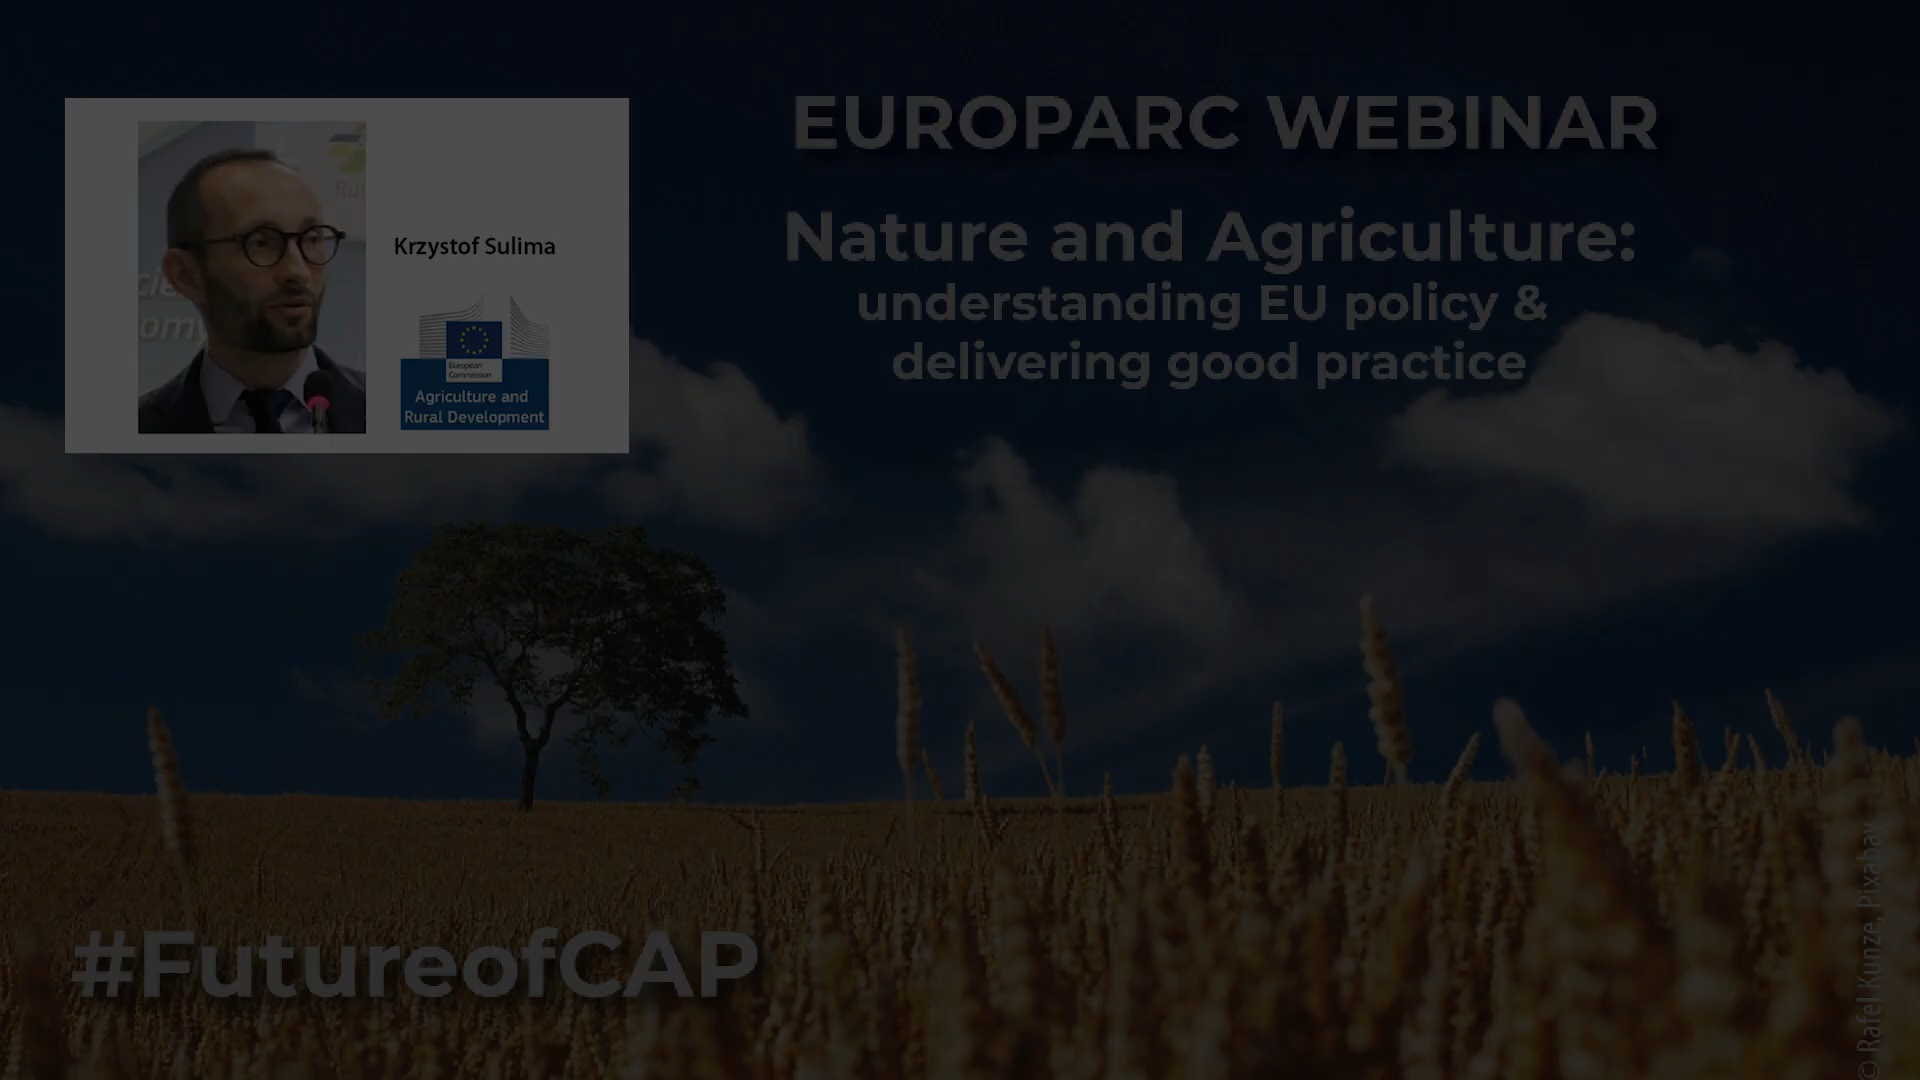 EUROPARC WEBINAR
Nature and Agriculture:
understanding EU policy &
delivering good practice
Krzystof Sulima
European
Commission
Agriculture and
Rural Development
#FutureofCAP
© Rafel Kunze, Pixabay